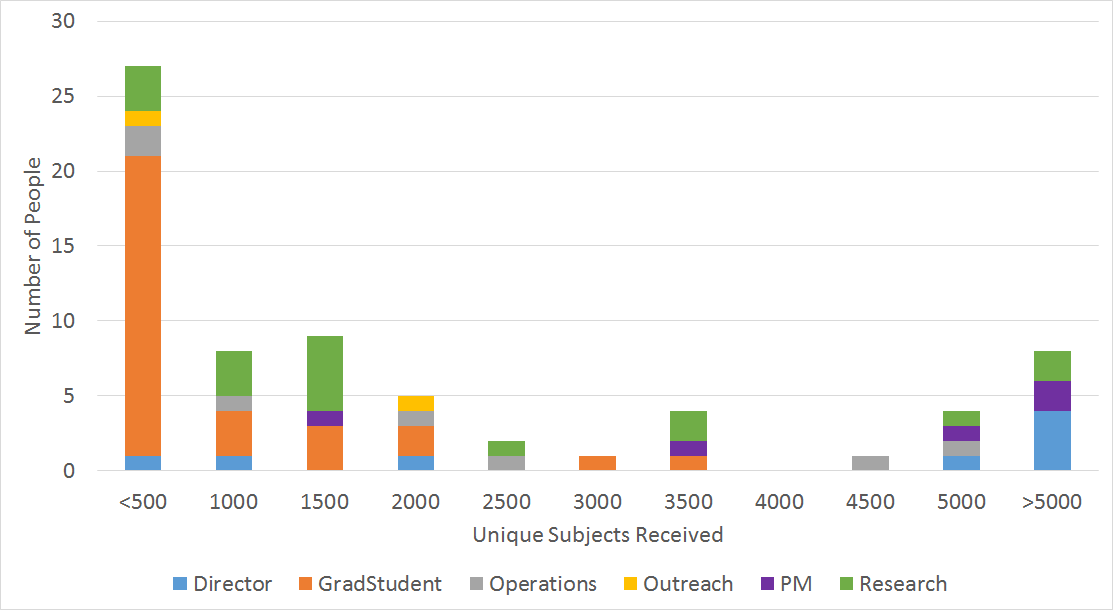 30
25
20
15
10
5
0
Number of People
<500 1000 1500 2000 2500 3000 3500 4000 4500 5000 >5000
Unique Subjects Received
Director GradStudent Operations Outreach PM Research